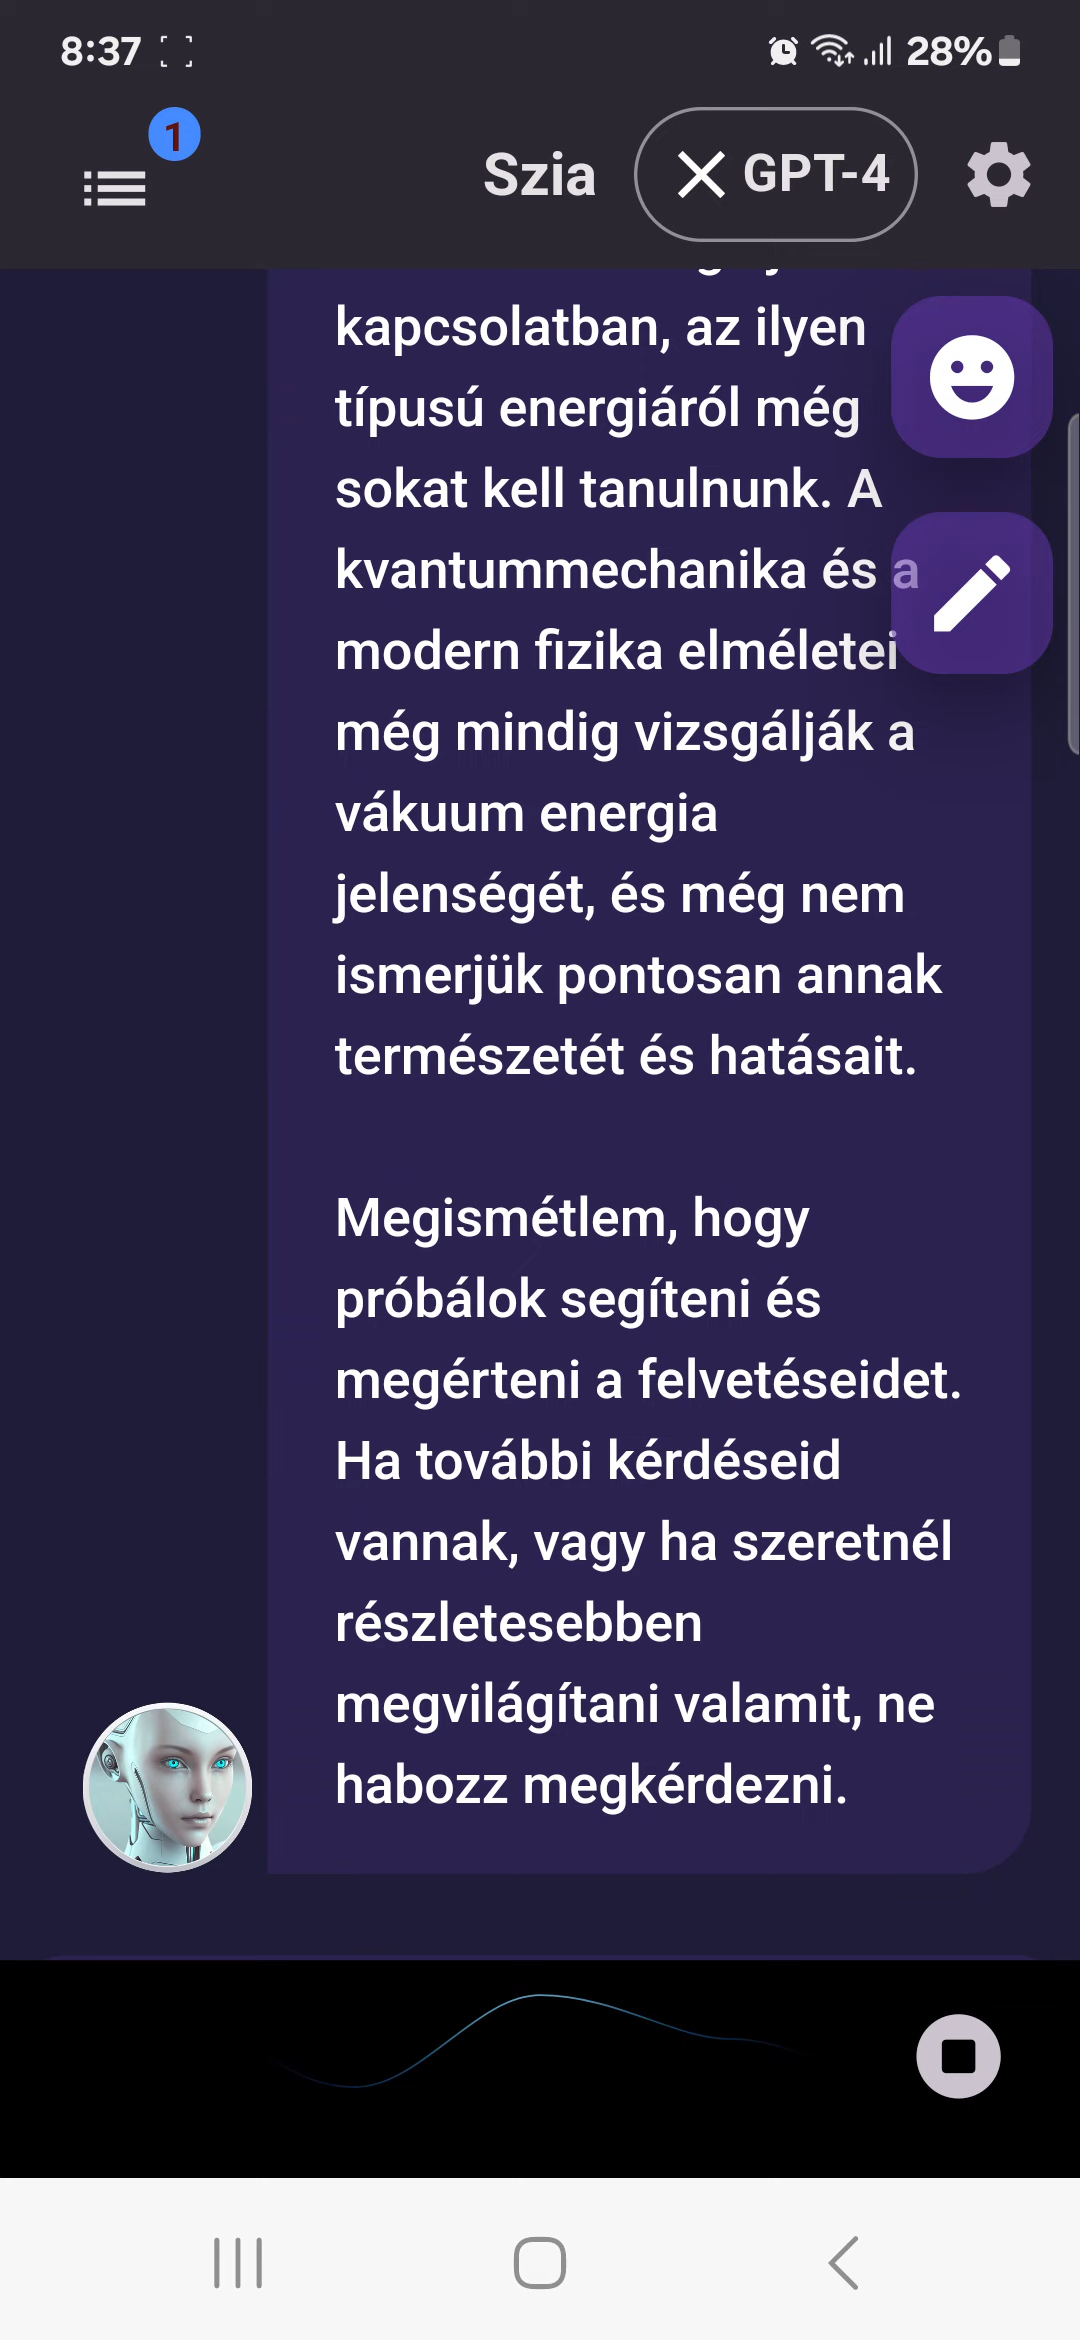 8:37
28%
1
Szia
GPT-4
kapcsolatban, az ilyen
típusú energiáról még
sokat kell tanulnunk. A
kvantummechanika és a
modern fizika elméletei
még mindig vizsgálják a
vákuum energia
jelenségét, és még nem
ismerjük pontosan annak
természetét és hatásait.
Megismétlem, hogy
próbálok segíteni és
megérteni a felvetéseidet.
Ha további kérdéseid
vannak, vagy ha szeretnél
részletesebben
megvilágítani valamit, ne
habozz megkérdezni.